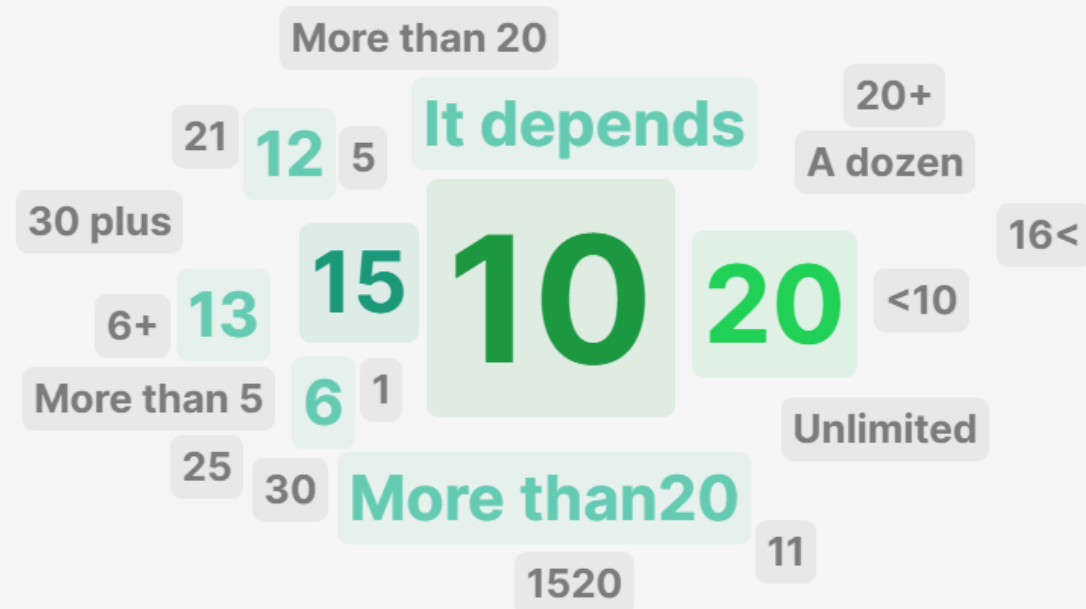 More than 20
It depends
20+
21
12
5
A dozen
30 plus
16<
15
10
20
<10
6+
13
More than 5
6
1
Unlimited
25
30
More than20
11
1520